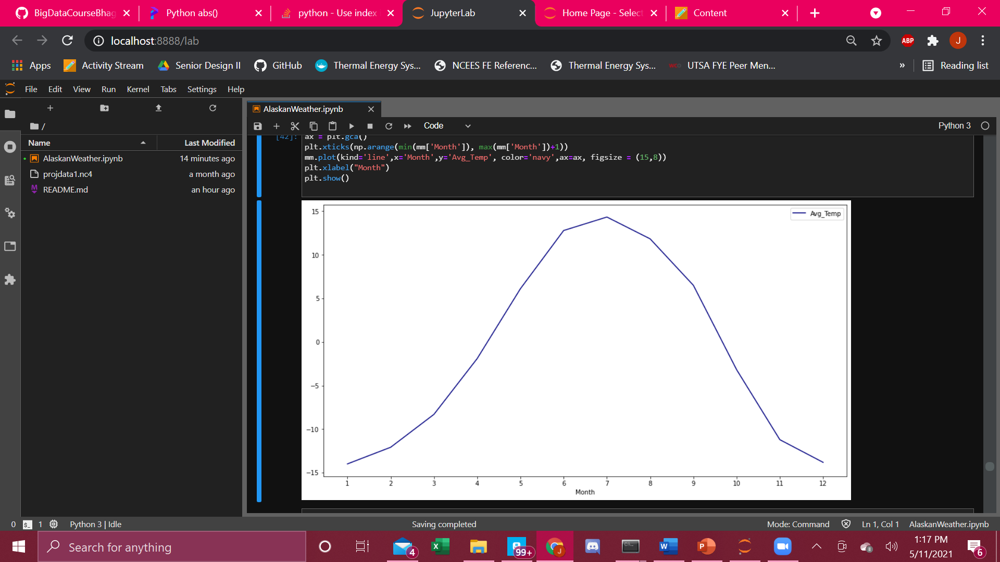 BigDataCourseBhag
Python abs()
python - Use index
JupyterLab
Home Page - Select
Content
localhost:8888/lab
ABP
J
Apps
Activity Stream
Senior Design II
GitHub
Thermal Energy Sys...
NCEES FE Referenc...
Thermal Energy Sys...
UTSA FYE Peer Men...
»
Reading list
File Edit View Run Kernel Tabs Settings Help
AlaskanWeather.ipynb
/
Code
Python 3
Name
Last Modified
AlaskanWeather.ipynb 14 minutes ago
projdata1.nc4 a month ago
README.md an hour ago
[42]:
ax = plt.gca()
plt.xticks(np.arange(min(mm['Month']), max(mm['Month'])+1))
mm.plot(kind='line',x='Month',y='Avg_Temp', color='navy',ax=ax, figsize = (15,8))
plt.xlabel("Month")
plt.show()
Avg_Temp
15
10
5
0
−5
−10
−15
1 2 3 4 5 6 7 8 9 10 11 12
Month
0 $_ 1 Python 3 | Idle
Saving completed
Mode: Command
Ln 1, Col 1
AlaskanWeather.ipynb
Search for anything
4
X
99+
J
W
P
1:17 PM
5/11/2021
6